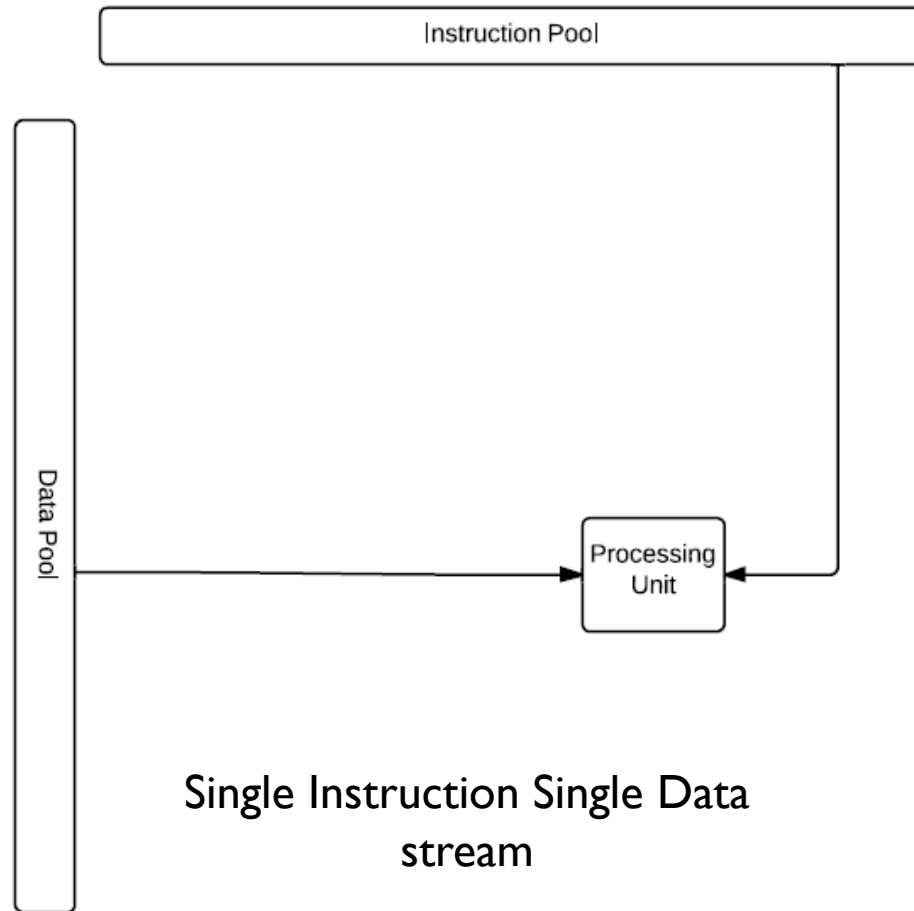 Instruction Pool
Data Pool
Processing
Unit
Single Instruction Single Data
stream